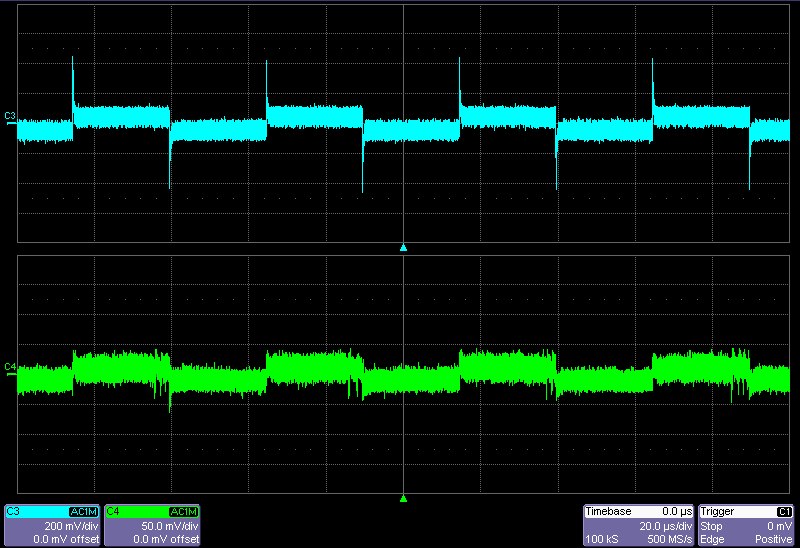 C3
C4
C3 AC1M
200 mV/div
0.0 mV offset
C4 AC1M
50.0 mV/div
0.0 mV offset
Timebase 0.0 µs
20.0 µs/div
100 kS 500 MS/s
Trigger C1
Stop 0 mV
Edge Positive